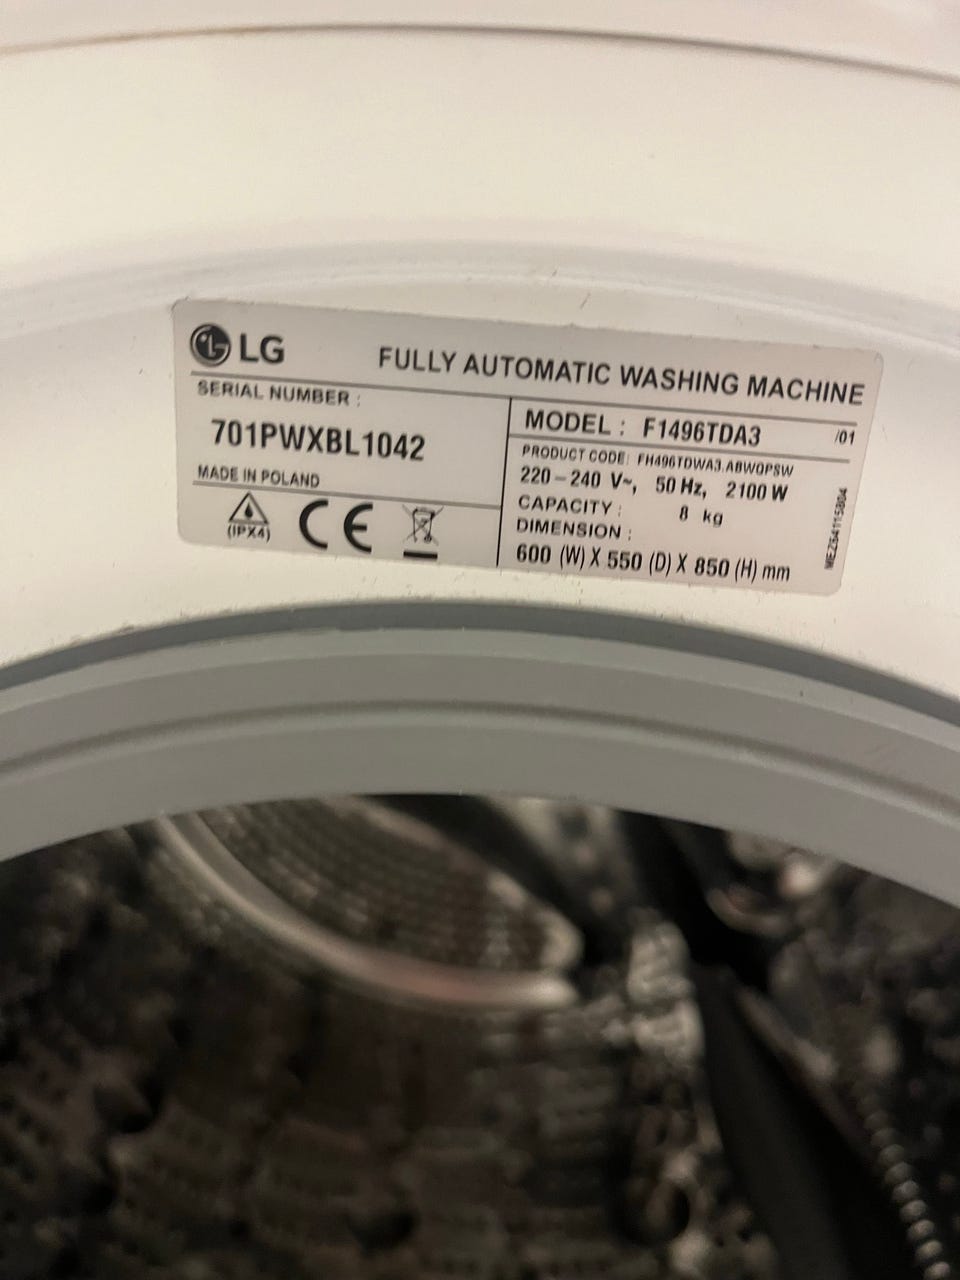 LG
FULLY AUTOMATIC WASHING MACHINE
SERIAL NUMBER :
701PWXBL1042
MADE IN POLAND
(IPX4)
CE
MODEL : F1496TDA3 /01
PRODUCT CODE: FH496TDWA3.ABWQPSW
220-240 V~, 50 Hz, 2100 W
CAPACITY : 8 kg
DIMENSION :
600 (W) X 550 (D) X 850 (H) mm
MEZ64115804